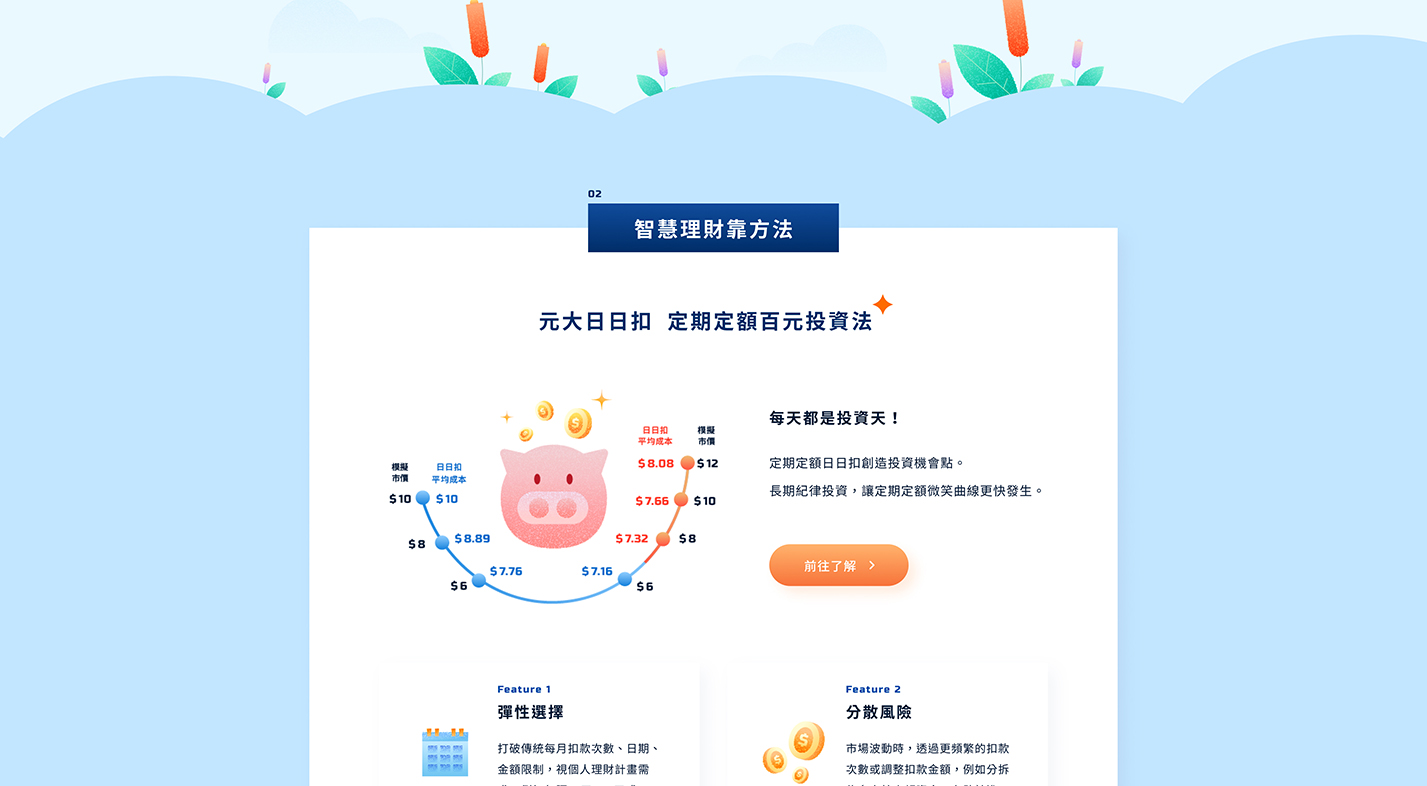 02
智慧理財靠方法
元大日日扣 定期定額百元投資法
每天都是投資天！
定期定額日日扣創造投資機會點。
長期紀律投資，讓定期定額微笑曲線更快發生。
前往了解
模擬
市價
日日扣
平均成本
$10
$10
$8
$8.89
$6
$7.76
$7.16
$6
$7.32
$8
$7.66
$10
日日扣
平均成本
模擬
市價
$8.08
$12
Feature 1
彈性選擇
打破傳統每月扣款次數、日期、
金額限制，視個人理財計畫需
Feature 2
分散風險
市場波動時，透過更頻繁的扣款
次數或調整扣款金額，例如分拆